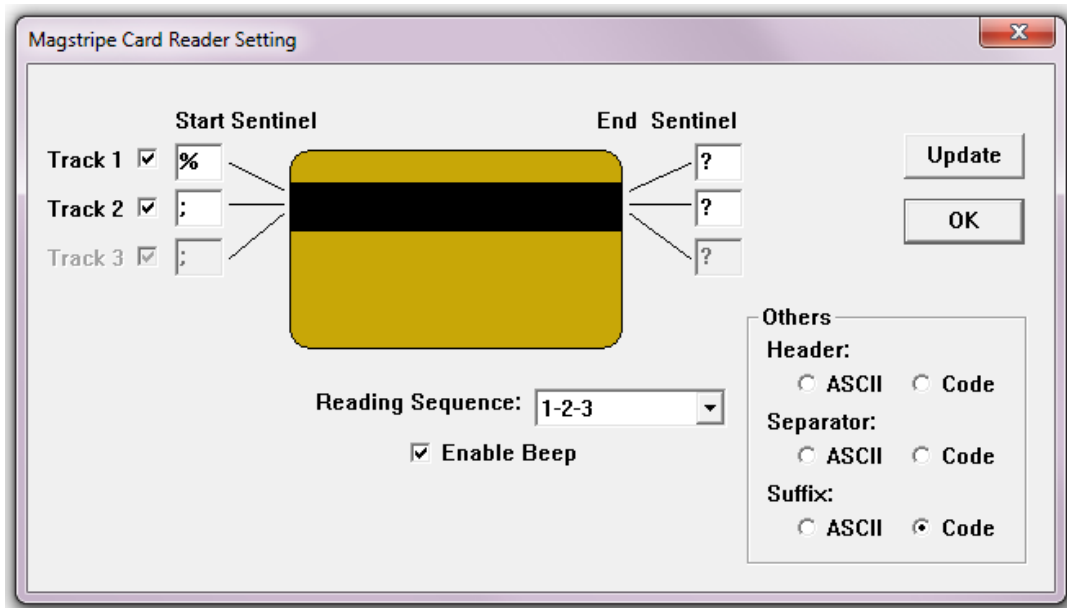 Magstripe Card Reader Setting
X
Start Sentinel
End Sentinel
Track 1 % ?
Track 2 ; ?
Track 3 ; ?
Update
OK
Reading Sequence: 1-2-3
Enable Beep
Others
Header:
ASCII Code
Separator:
ASCII Code
Suffix:
ASCII Code